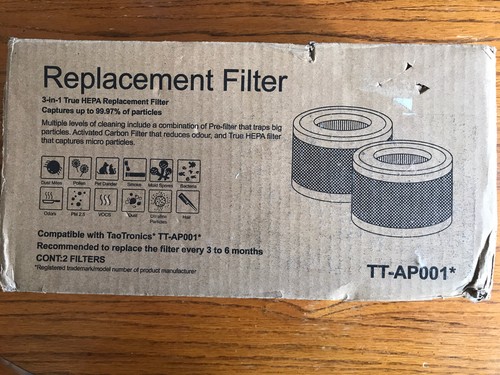 Replacement Filter
3-in-1 True HEPA Replacement Filter
Captures up to 99.97% of particles
Multiple levels of cleaning include a combination of Pre-filter that traps big
particles. Activated Carbon Filter that reduces odour, and True HEPA filter
that captures micro particles.
Dust Mites Pollen Pet Dander Smoke Mold Spores Bacteria
Odors PM 2.5 VOCS Dust Ultrafine Particles Hair
Compatible with TaoTronics* TT-AP001*
Recommended to replace the filter every 3 to 6 months
CONT:2 FILTERS
*Registered trademark/model number of product manufacturer
TT-AP001*